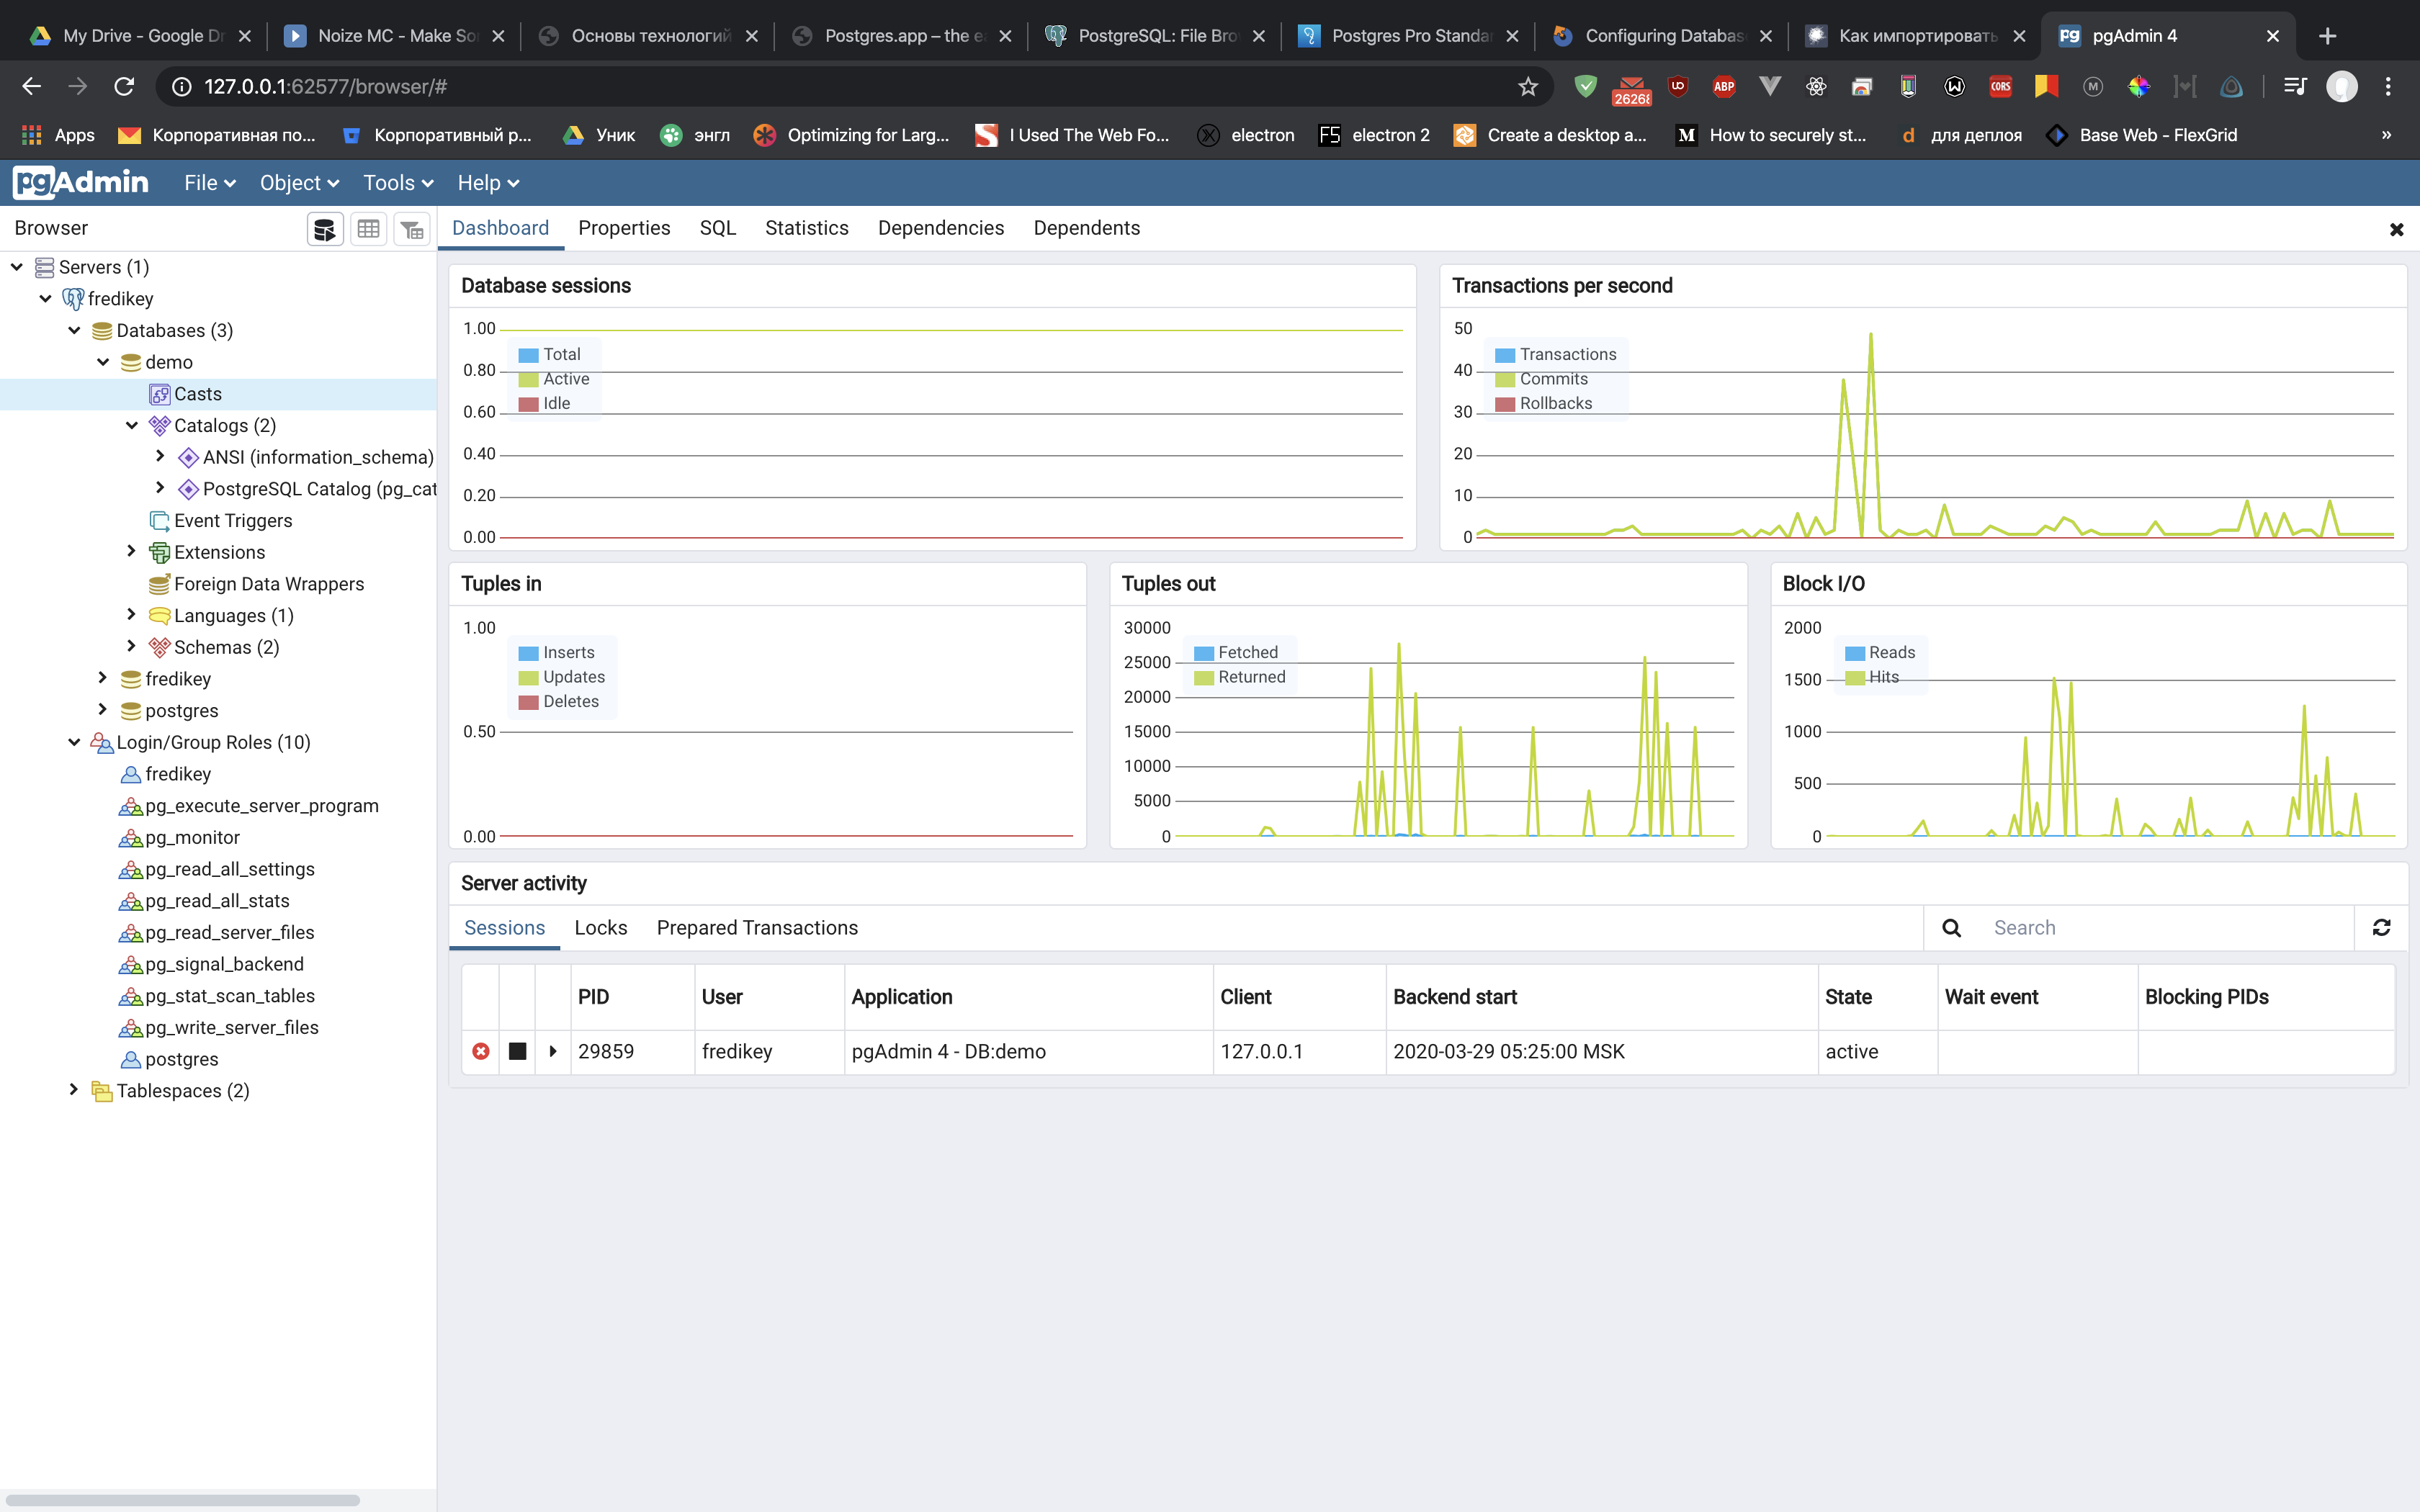 My Drive - Google Dr
Noize MC - Make So
Основы технологий
Postgres.app – the e
PostgreSQL: File Bro
Postgres Pro Standar
Configuring Databas
Как импортировать
pgAdmin 4
127.0.0.1:62577/browser/#
26268
UO
ABP
CORS
M
Apps
Корпоративная по...
Корпоративный р...
Уник
энгл
Optimizing for Larg...
I Used The Web Fo...
electron
electron 2
Create a desktop a...
How to securely st...
для деплоя
Base Web - FlexGrid
»
pgAdmin
File
Object
Tools
Help
Browser
Dashboard
Properties
SQL
Statistics
Dependencies
Dependents
Servers (1)
fredikey
Databases (3)
demo
Casts
Catalogs (2)
ANSI (information_schema)
PostgreSQL Catalog (pg_cat
Event Triggers
Extensions
Foreign Data Wrappers
Languages (1)
Schemas (2)
fredikey
postgres
Login/Group Roles (10)
fredikey
pg_execute_server_program
pg_monitor
pg_read_all_settings
pg_read_all_stats
pg_read_server_files
pg_signal_backend
pg_stat_scan_tables
pg_write_server_files
postgres
Tablespaces (2)
Database sessions
1.00
0.80
0.60
0.40
0.20
0.00
Total
Active
Idle
Transactions per second
50
40
30
20
10
0
Transactions
Commits
Rollbacks
Tuples in
1.00
0.50
0.00
Inserts
Updates
Deletes
Tuples out
30000
25000
20000
15000
10000
5000
0
Fetched
Returned
Block I/O
2000
1500
1000
500
0
Reads
Hits
Server activity
Sessions
Locks
Prepared Transactions
Search
PID
User
Application
Client
Backend start
State
Wait event
Blocking PIDs
29859
fredikey
pgAdmin 4 - DB:demo
127.0.0.1
2020-03-29 05:25:00 MSK
active